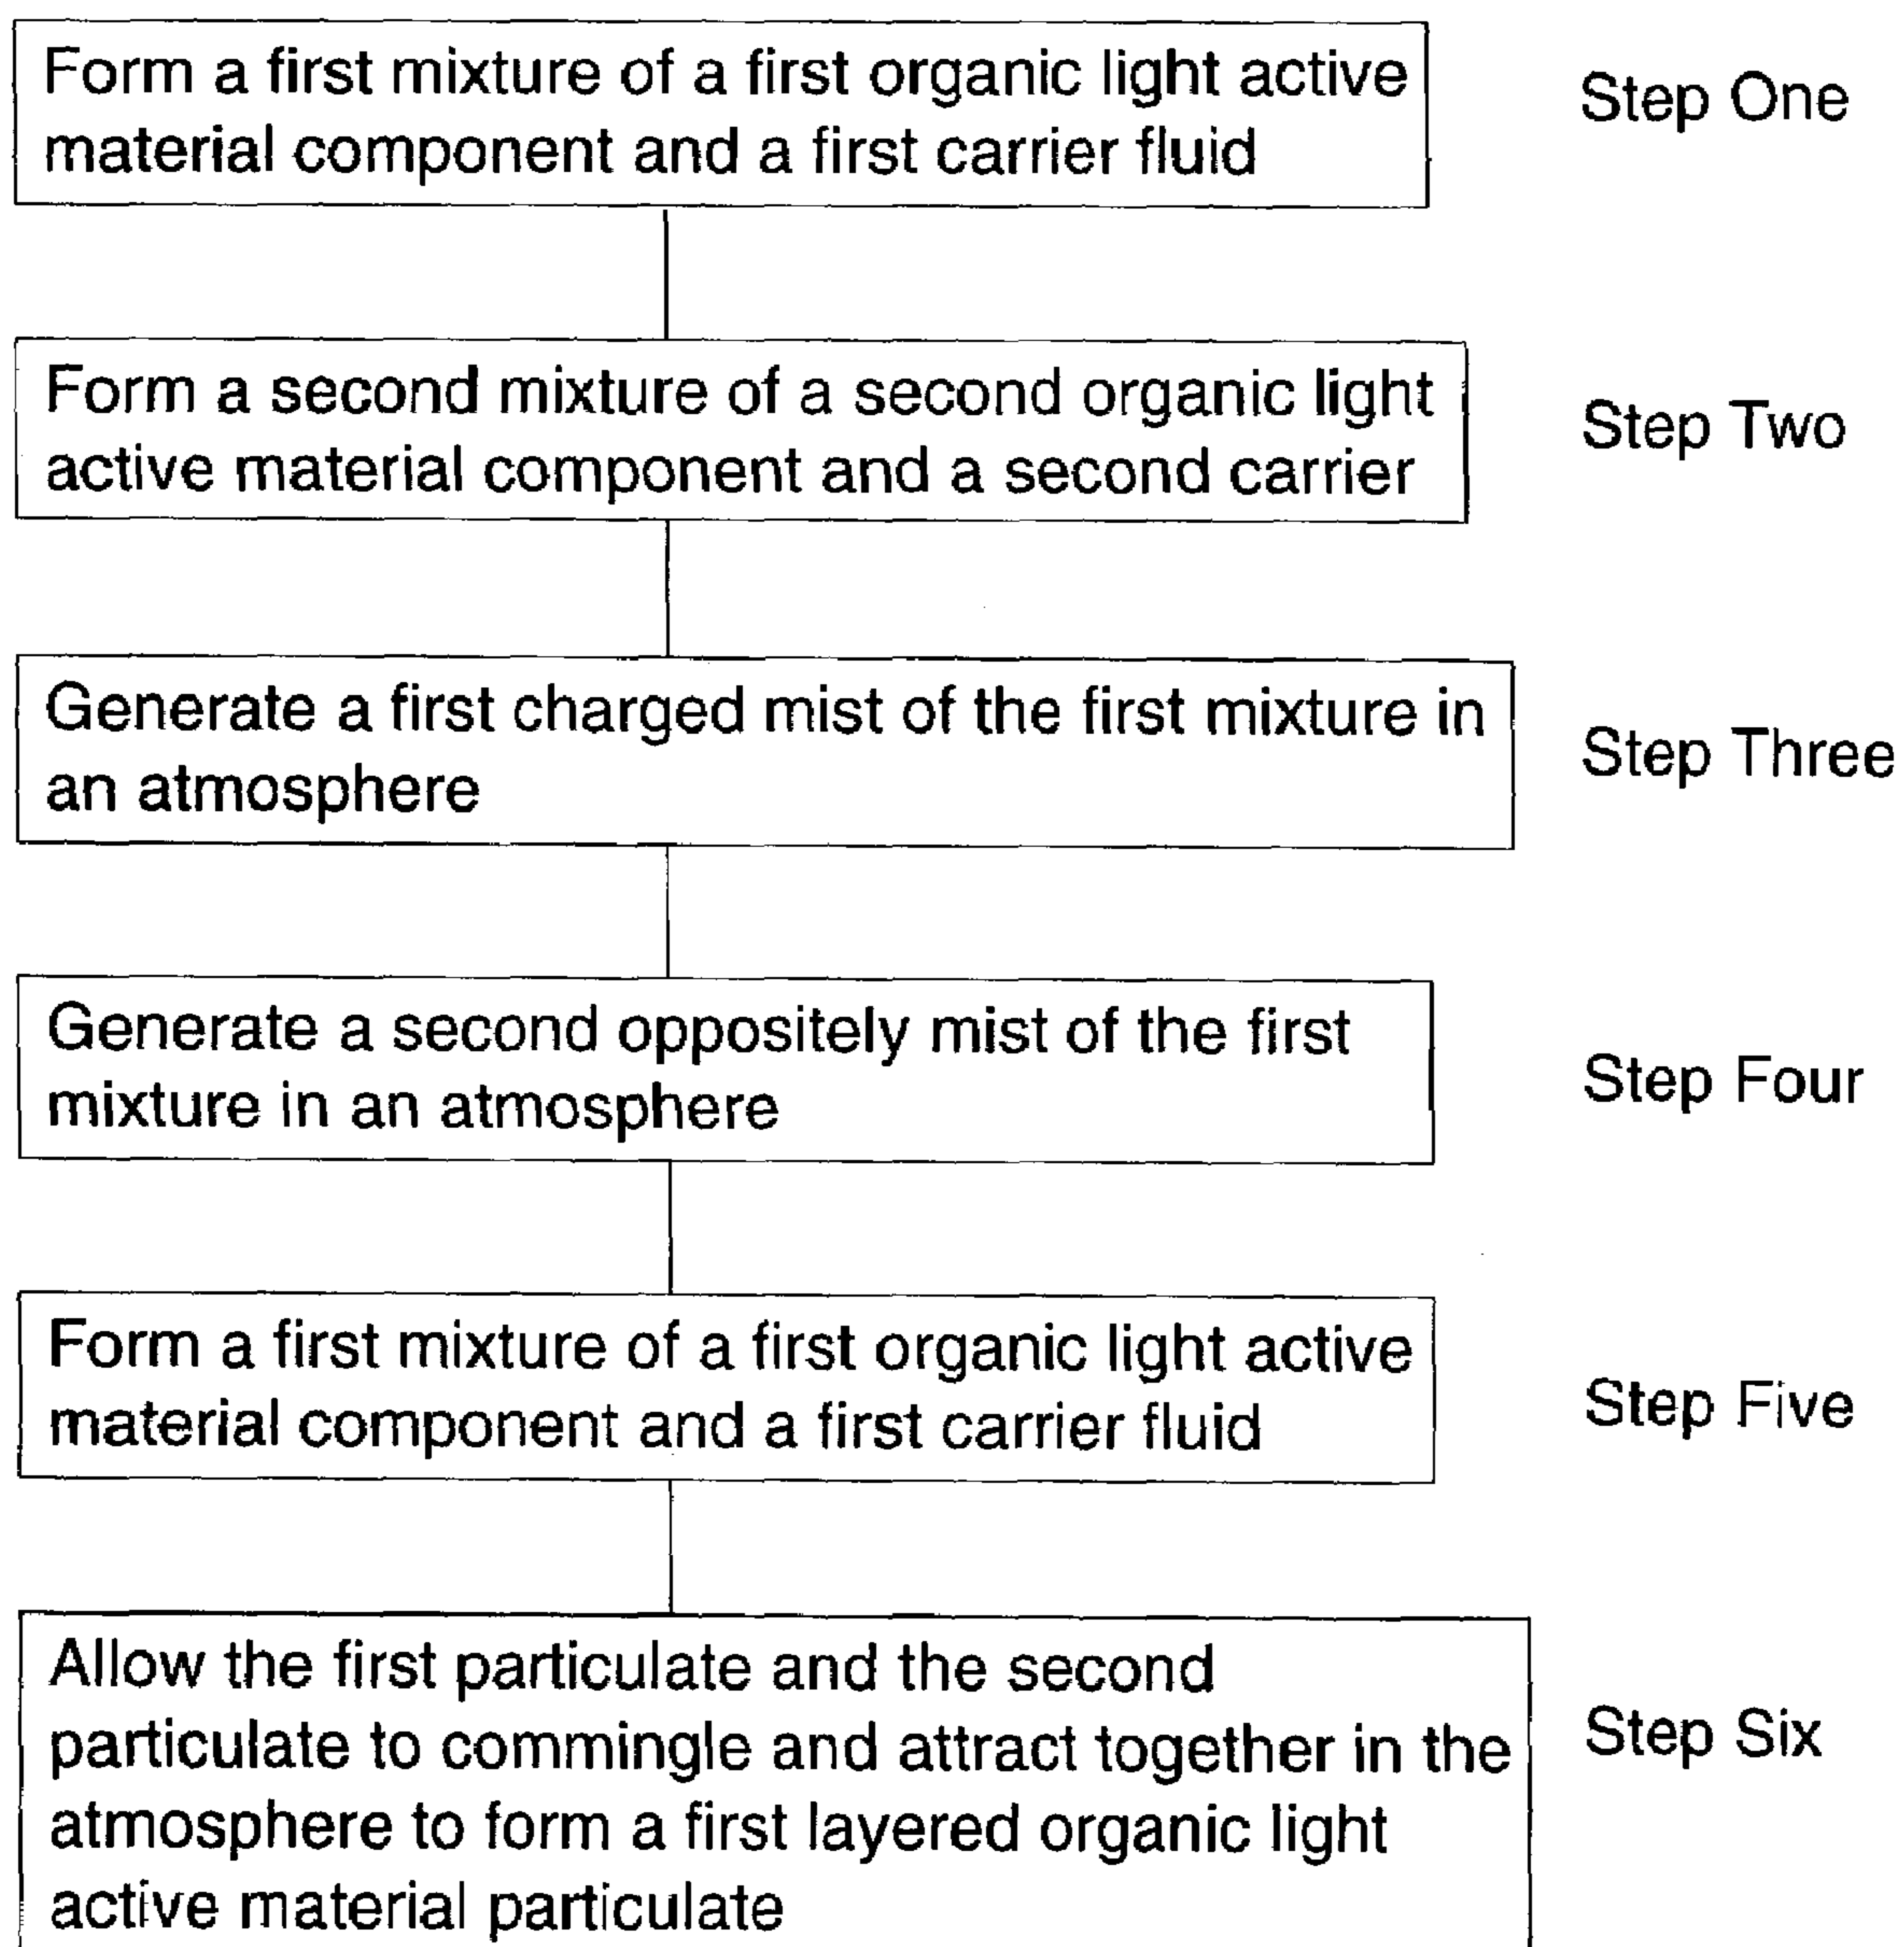 Form a first mixture of a first organic light active
material component and a first carrier fluid
Step One
Form a second mixture of a second organic light
active material component and a second carrier
Step Two
Generate a first charged mist of the first mixture in
an atmosphere
Step Three
Generate a second oppositely mist of the first
mixture in an atmosphere
Step Four
Form a first mixture of a first organic light active
material component and a first carrier fluid
Step Five
Allow the first particulate and the second
particulate to commingle and attract together in the
atmosphere to form a first layered organic light
active material particulate
Step Six